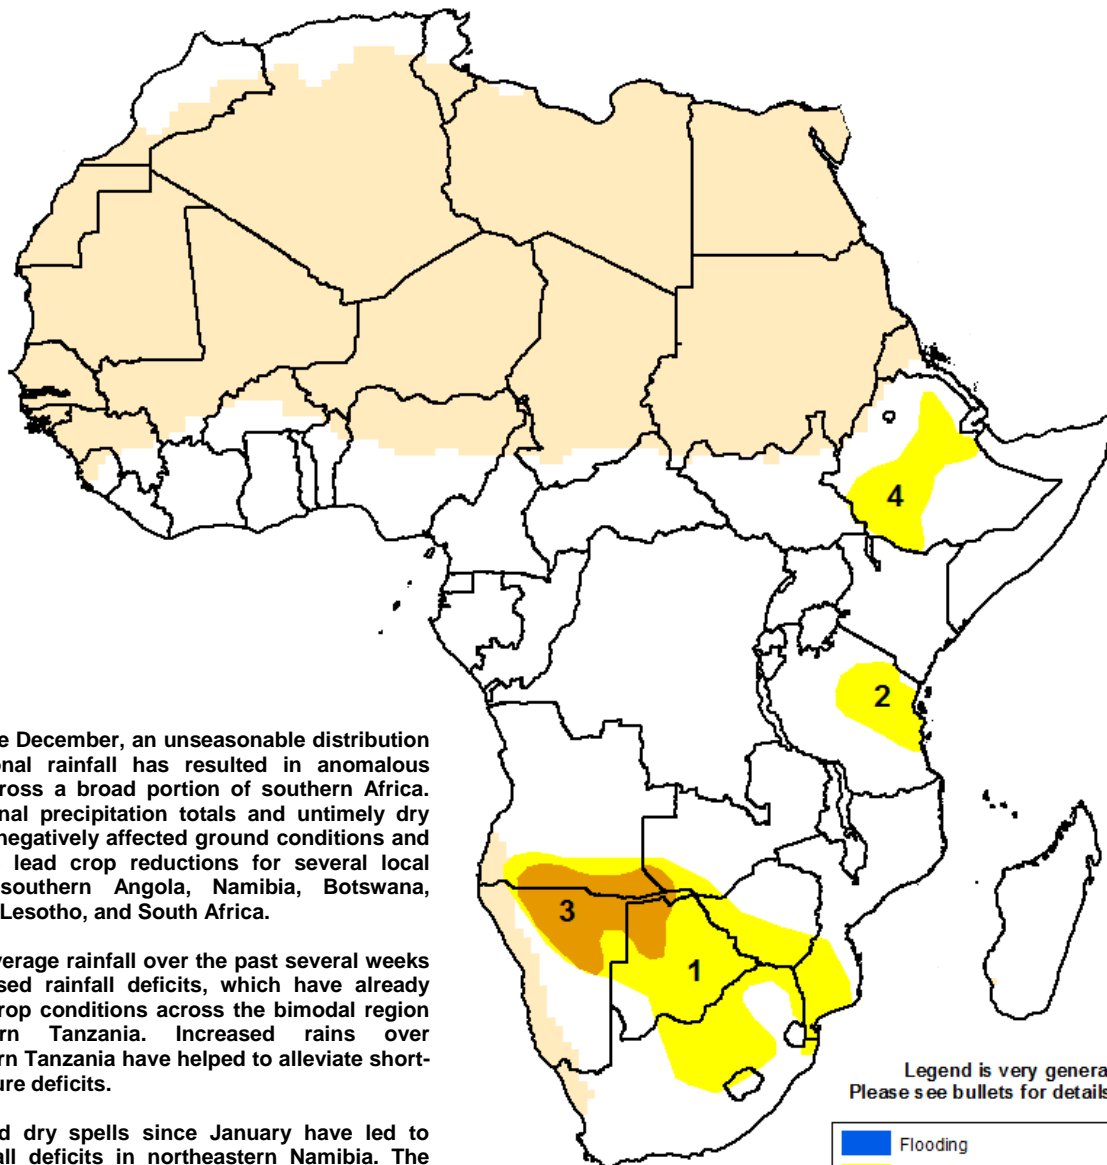 e December, an unseasonable distribution
onal rainfall has resulted in anomalous
ross a broad portion of southern Africa.
nal precipitation totals and untimely dry
negatively affected ground conditions and
lead crop reductions for several local
southern Angola, Namibia, Botswana,
Lesotho, and South Africa.
verage rainfall over the past several weeks
sed rainfall deficits, which have already
rop conditions across the bimodal region
rn Tanzania. Increased rains over
rn Tanzania have helped to alleviate short-
ure deficits.
d dry spells since January have led to
all deficits in northeastern Namibia. The
4
2
3
1
Legend is very genera
Please see bullets for details
Flooding